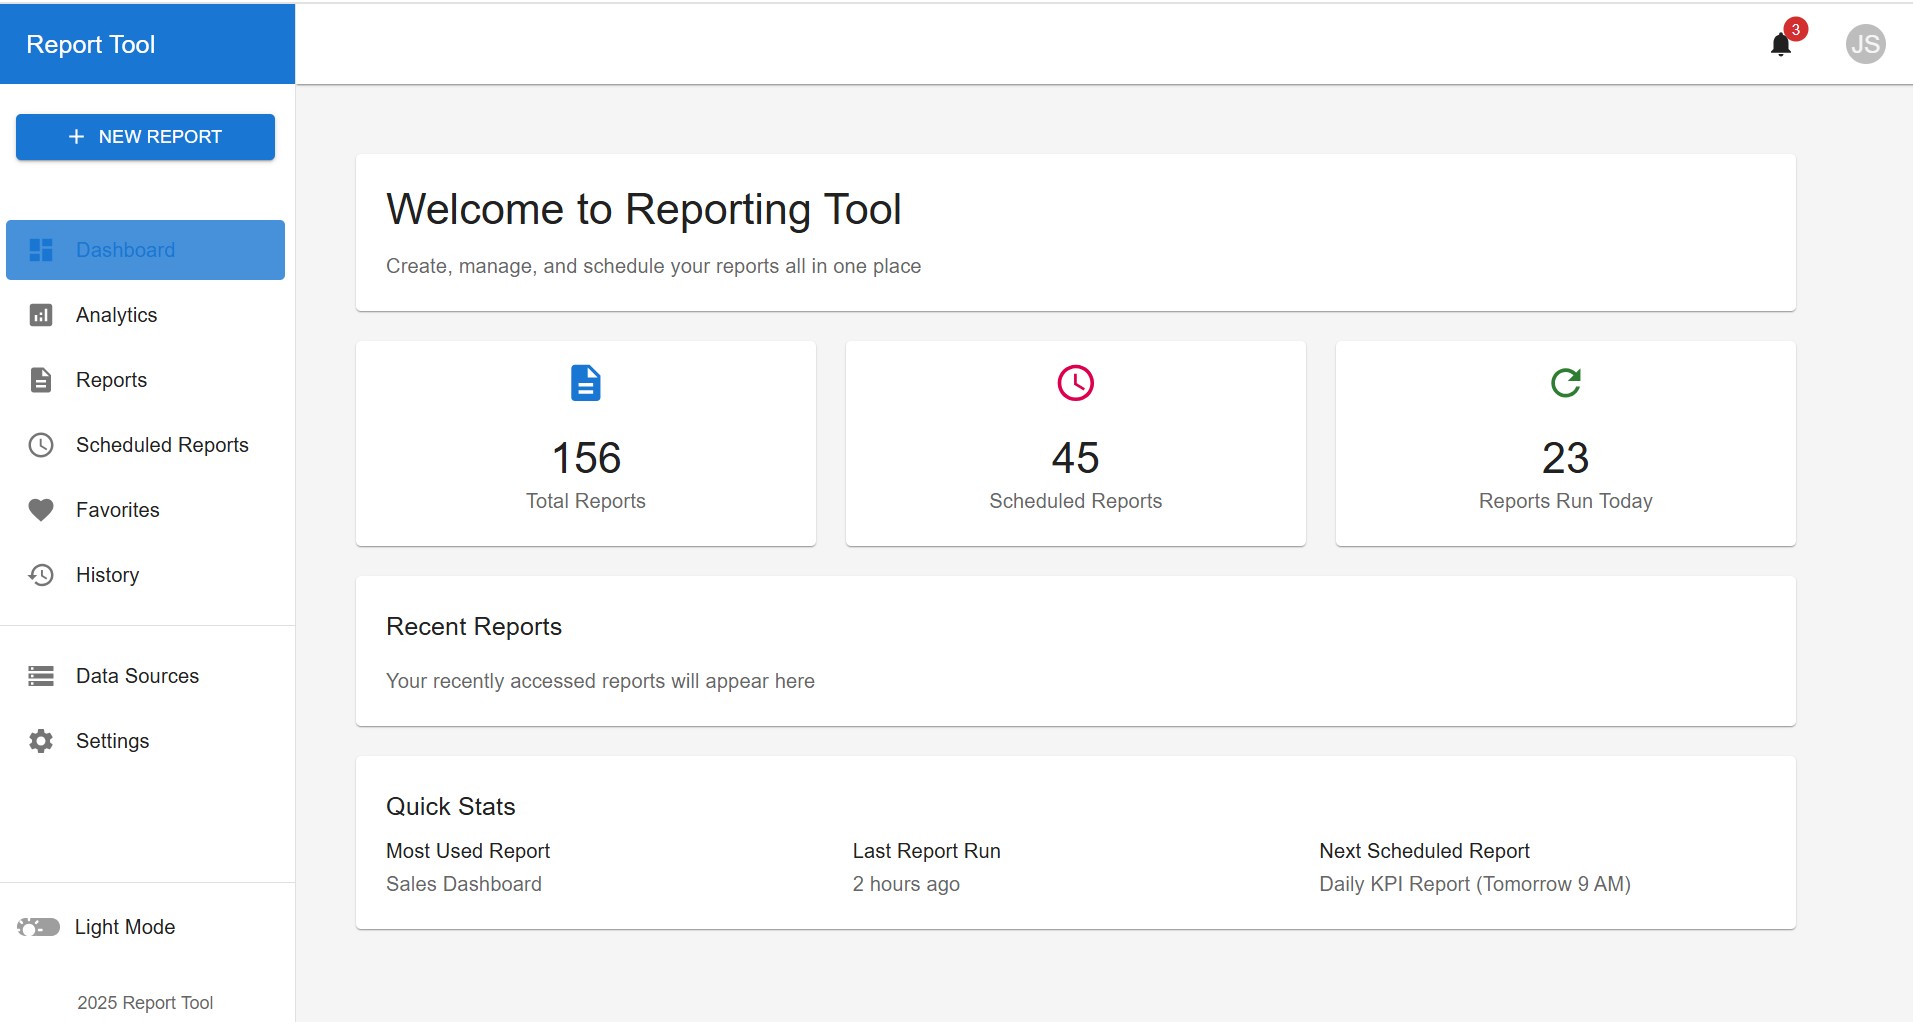 Report Tool
3
JS
NEW REPORT
Dashboard
Analytics
Reports
Scheduled Reports
Favorites
History
Data Sources
Settings
Light Mode
2025 Report Tool
Welcome to Reporting Tool
Create, manage, and schedule your reports all in one place
156
Total Reports
45
Scheduled Reports
23
Reports Run Today
Recent Reports
Your recently accessed reports will appear here
Quick Stats
Most Used Report
Sales Dashboard
Last Report Run
2 hours ago
Next Scheduled Report
Daily KPI Report (Tomorrow 9 AM)